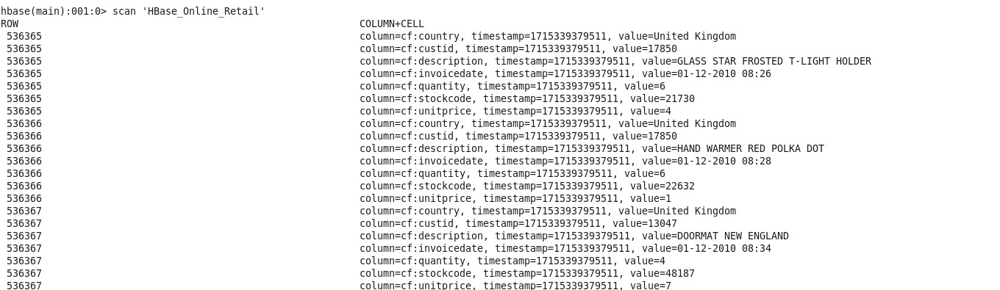 hbase(main):001:0> scan 'HBase_Online_Retail'
ROW COLUMN+CELL
536365 column=cf:country, timestamp=1715339379511, value=United Kingdom
536365 column=cf:custid, timestamp=1715339379511, value=17850
536365 column=cf:description, timestamp=1715339379511, value=GLASS STAR FROSTED T-LIGHT HOLDER
536365 column=cf:invoicedate, timestamp=1715339379511, value=01-12-2010 08:26
536365 column=cf:quantity, timestamp=1715339379511, value=6
536365 column=cf:stockcode, timestamp=1715339379511, value=21730
536365 column=cf:unitprice, timestamp=1715339379511, value=4
536366 column=cf:country, timestamp=1715339379511, value=United Kingdom
536366 column=cf:custid, timestamp=1715339379511, value=17850
536366 column=cf:description, timestamp=1715339379511, value=HAND WARMER RED POLKA DOT
536366 column=cf:invoicedate, timestamp=1715339379511, value=01-12-2010 08:28
536366 column=cf:quantity, timestamp=1715339379511, value=6
536366 column=cf:stockcode, timestamp=1715339379511, value=22632
536366 column=cf:unitprice, timestamp=1715339379511, value=1
536367 column=cf:country, timestamp=1715339379511, value=United Kingdom
536367 column=cf:custid, timestamp=1715339379511, value=13047
536367 column=cf:description, timestamp=1715339379511, value=DOORMAT NEW ENGLAND
536367 column=cf:invoicedate, timestamp=1715339379511, value=01-12-2010 08:34
536367 column=cf:quantity, timestamp=1715339379511, value=4
536367 column=cf:stockcode, timestamp=1715339379511, value=48187
536367 column=cf:unitprice, timestamp=1715339379511, value=7